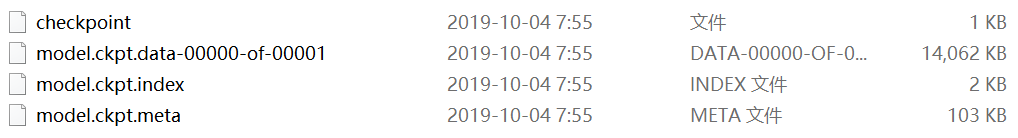 checkpoint 2019-10-04 7:55 文件 1 KB
model.ckpt.data-00000-of-00001 2019-10-04 7:55 DATA-00000-OF-0... 14,062 KB
model.ckpt.index 2019-10-04 7:55 INDEX 文件 2 KB
model.ckpt.meta 2019-10-04 7:55 META 文件 103 KB